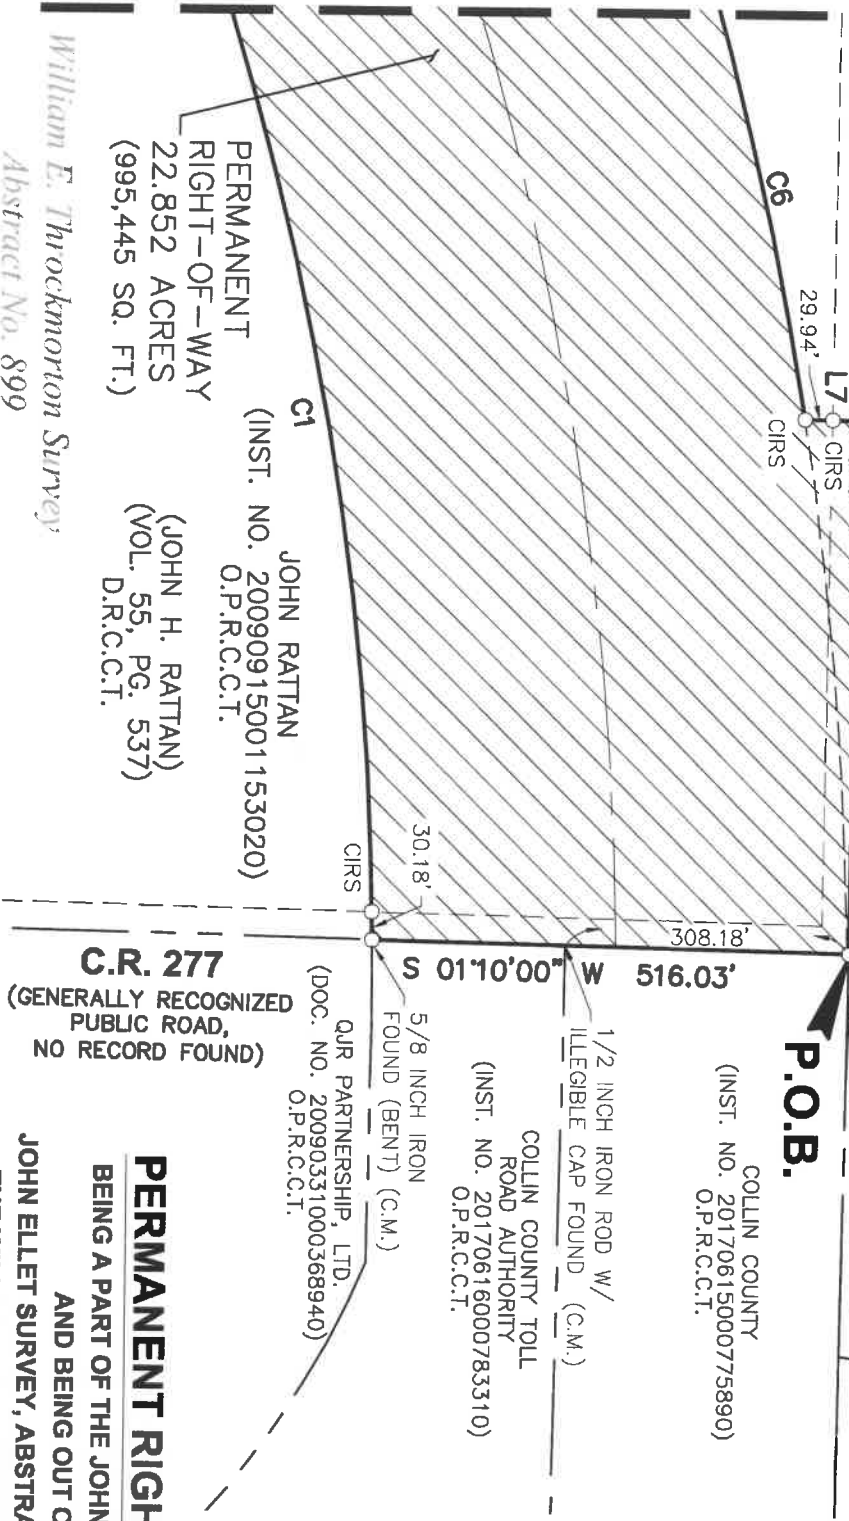 C6
29.94'
L7
CIRS
CIRS
PERMANENT
RIGHT-OF-WAY
22.852 ACRES
(995,445 SQ. FT.)
William E. Throckmorton Survey
Abstract No. 899
C1
JOHN RATTAN
(INST. NO. 20090915001153020)
O.P.R.C.C.T.
(JOHN H. RATTAN)
(VOL. 55, PG. 537)
D.R.C.C.T.
CIRS
30.18'
308.18'
S 01°10'00" W 516.03'
C.R. 277
(GENERALLY RECOGNIZED
PUBLIC ROAD,
NO RECORD FOUND)
P.O.B.
COLLIN COUNTY
(INST. NO. 20170615000775890)
O.P.R.C.C.T.
1/2 INCH IRON ROD W/
ILLEGIBLE CAP FOUND (C.M.)
COLLIN COUNTY TOLL
ROAD AUTHORITY
(INST. NO. 20170616000783310)
O.P.R.C.C.T.
5/8 INCH IRON
FOUND (BENT) (C.M.)
QJR PARTNERSHIP, LTD.
(DOC. NO. 20090331000368940)
O.P.R.C.C.T.
PERMANENT RIGH
BEING A PART OF THE JOHN
AND BEING OUT O
JOHN ELLET SURVEY, ABSTRA